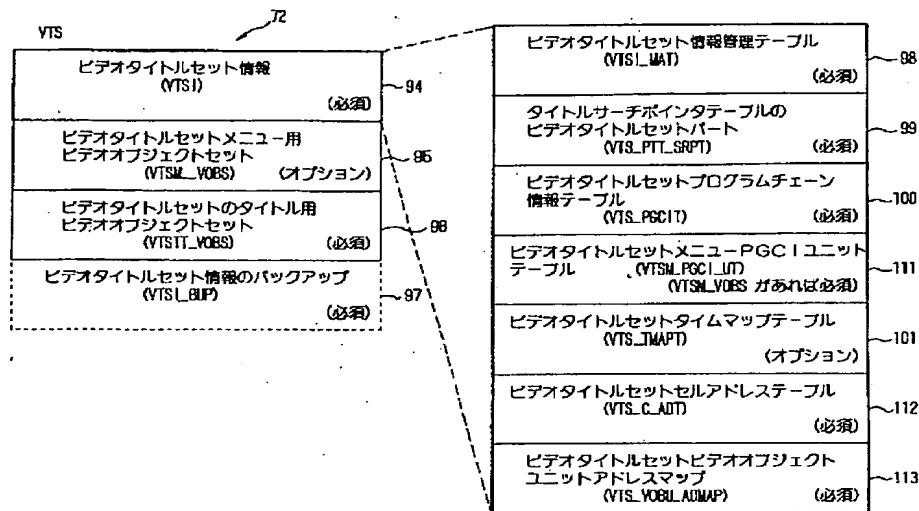 72
VTS
ビデオタイトルセット情報
(VTSI)
(必須)
94
ビデオタイトルセットメニュー用
ビデオオブジェクトセット
(VTSM_VOBS) (オプション)
95
ビデオタイトルセットのタイトル用
ビデオオブジェクトセット
(VTSTT_VOBS) (必須)
96
ビデオタイトルセット情報のバックアップ
(VTSI_BUP)
(必須)
97
ビデオタイトルセット情報管理テーブル
(VTSI_MAT)
(必須)
98
タイトルサーチポインタテーブルの
ビデオタイトルセットパート
(VTS_PTT_SRPT) (必須)
99
ビデオタイトルセットプログラムチェーン
情報テーブル
(VTS_PGCIT) (必須)
100
ビデオタイトルセットメニューPGCIユニット
テーブル (VTSM_PGCI_UT)
(VTSM_VOBS があれば必須)
111
ビデオタイトルセットタイムマップテーブル
(VTS_TMAPT)
(オプション)
101
ビデオタイトルセットセルアドレステーブル
(VTS_C_ADT)
(必須)
112
ビデオタイトルセットビデオオブジェクト
ユニットアドレスマップ
(VTS_VOBU_ADMAP) (必須)
113